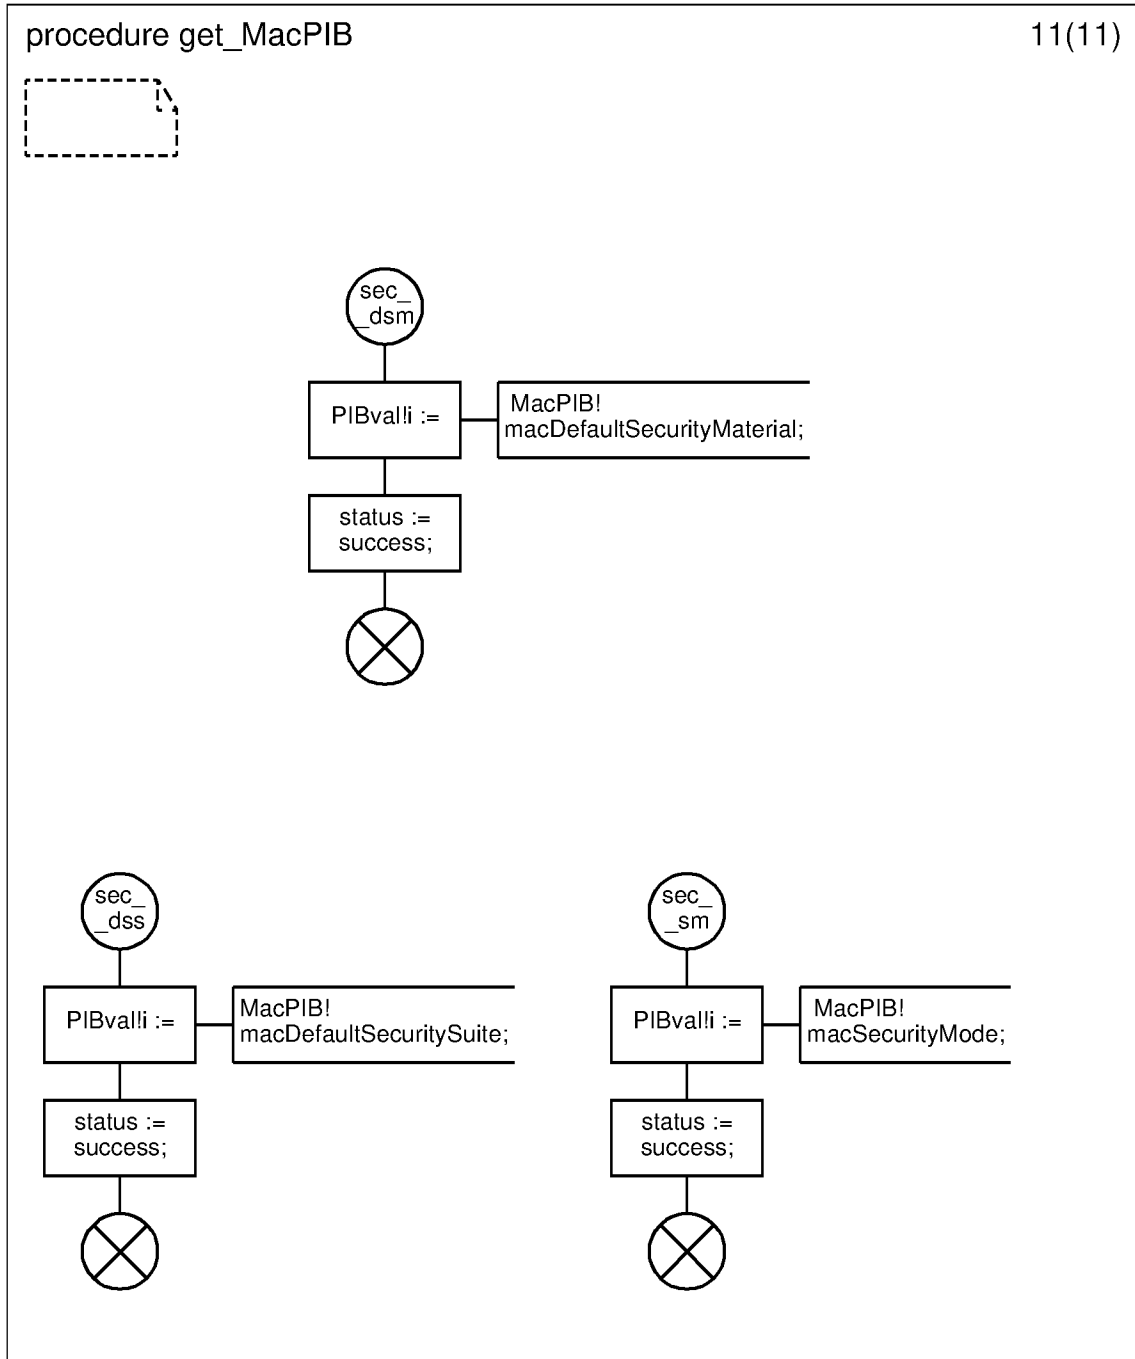 procedure get_MacPIB
11(11)
sec_
_dsm
PIBval!i :=
MacPIB!
macDefaultSecurityMaterial;
status :=
success;
sec_
_dss
PIBval!i :=
MacPIB!
macDefaultSecuritySuite;
status :=
success;
sec_
_sm
PIBval!i :=
MacPIB!
macSecurityMode;
status :=
success;